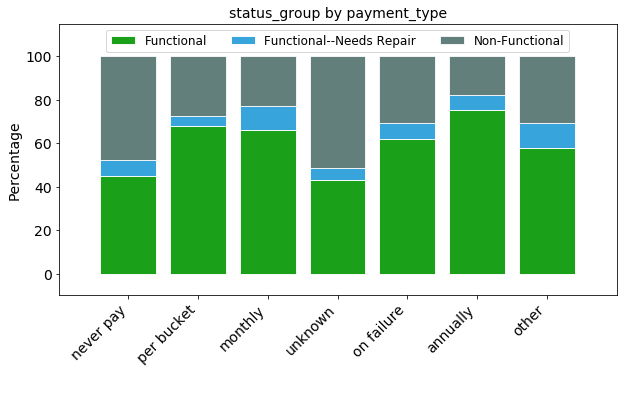 status_group by payment_type
Functional Functional--Needs Repair Non-Functional
Percentage
100
80
60
40
20
0
never pay
per bucket
monthly
unknown
on failure
annually
other